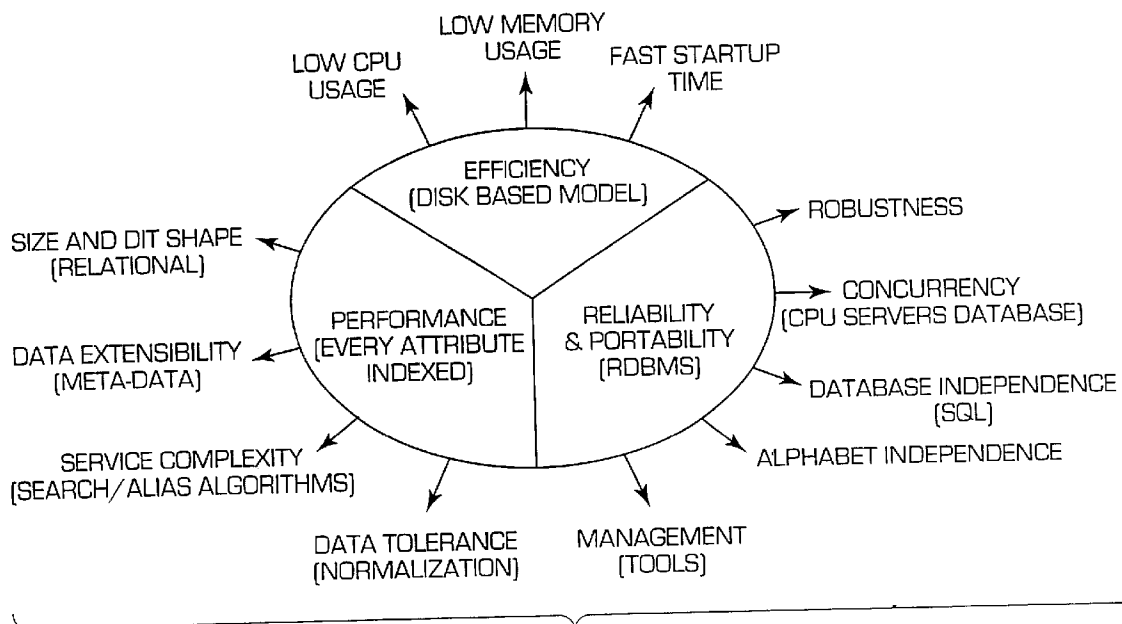 LOW CPU
USAGE
LOW MEMORY
USAGE
FAST STARTUP
TIME
EFFICIENCY
(DISK BASED MODEL)
SIZE AND DIT SHAPE
(RELATIONAL)
DATA EXTENSIBILITY
(META-DATA)
SERVICE COMPLEXITY
(SEARCH/ALIAS ALGORITHMS)
DATA TOLERANCE
(NORMALIZATION)
PERFORMANCE
(EVERY ATTRIBUTE
INDEXED)
RELIABILITY
& PORTABILITY
(RDBMS)
ROBUSTNESS
CONCURRENCY
(CPU SERVERS DATABASE)
DATABASE INDEPENDENCE
(SQL)
ALPHABET INDEPENDENCE
MANAGEMENT
(TOOLS)